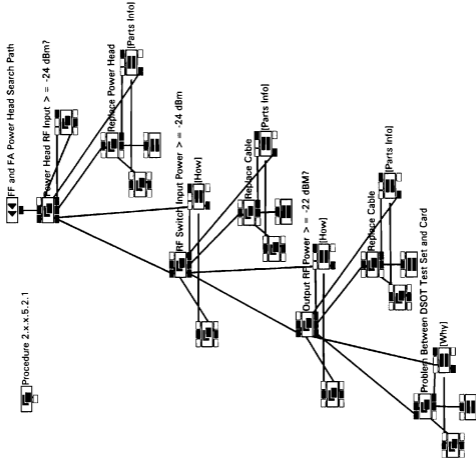 FF and FA Power Head Search Path
Power Head RF Input > = -24 dBm?
Replace Power Head
[Parts Info]
RF Switch Input Power > = -24 dBm
[How]
Replace Cable
[Parts Info]
Output RF Power > = -22 dBM?
[How]
Replace Cable
[Parts Info]
Problem Between DSOT Test Set and Card
[Why]
Procedure 2.x.x.5.2.1